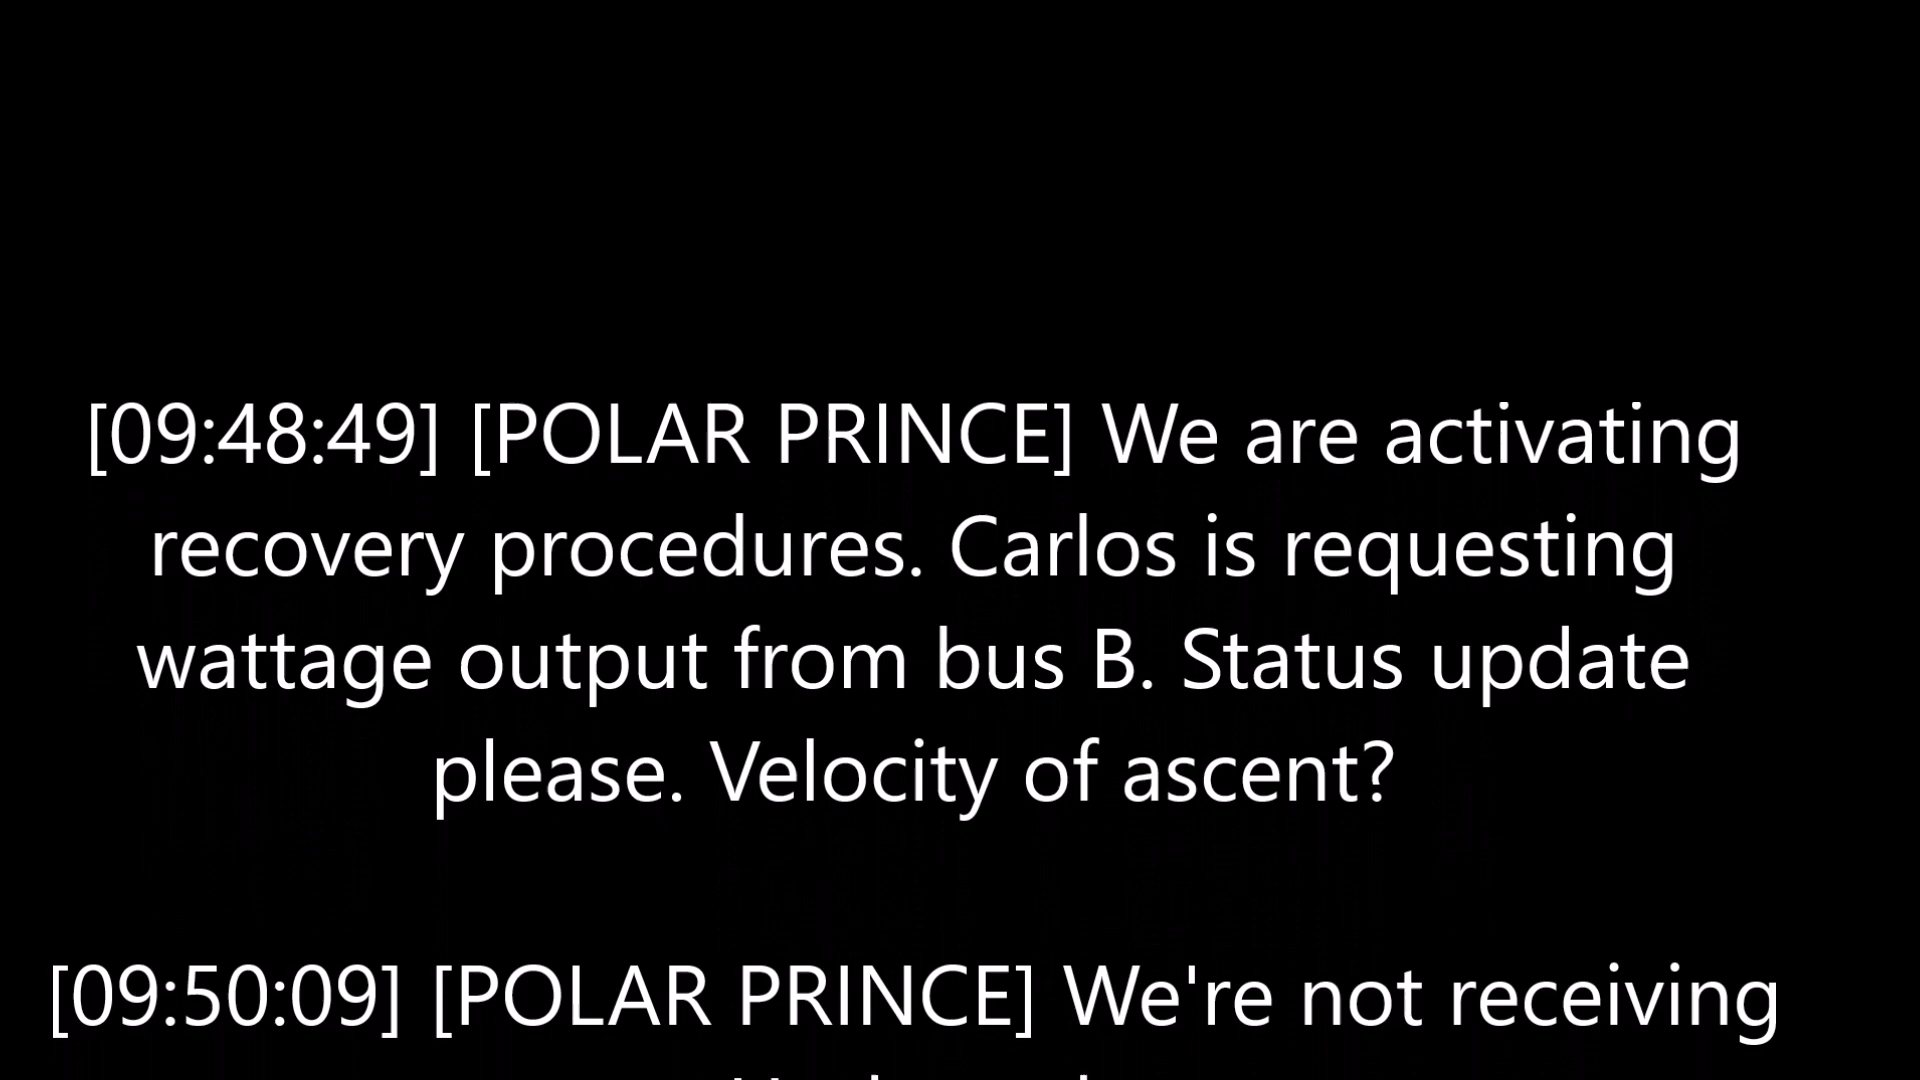 [09:48:49] [POLAR PRINCE] We are activating
recovery procedures. Carlos is requesting
wattage output from bus B. Status update
please. Velocity of ascent?
[09:50:09] [POLAR PRINCE] We're not receiving